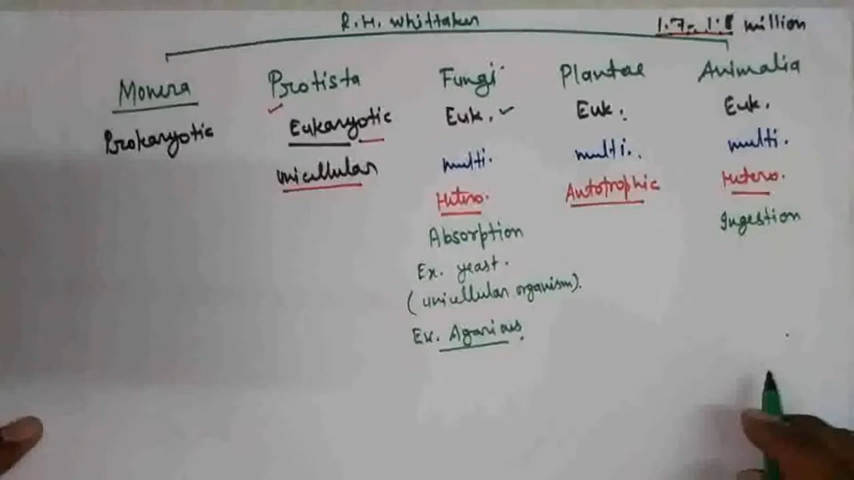 R.H. Whittaker
1.7-1.8 million
Monera Protista Fungi Plantae Animalia
Prokaryotic Eukaryotic Euk. Euk. Euk.
unicellular multi. multi. multi.
Hetero. Autotrophic Hetero.
Absorption Ingestion
Ex. yeast.
(unicellular organism).
Ex. Agaricus.